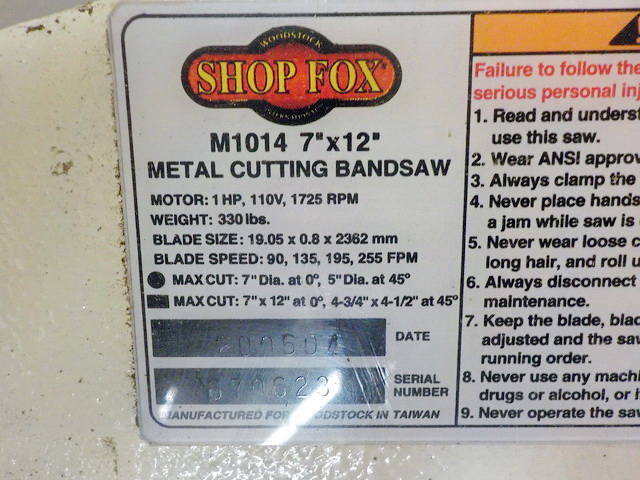 WOODSTOCK
SHOP FOX
M1014 7"x12"
METAL CUTTING BANDSAW
MOTOR: 1 HP, 110V, 1725 RPM
WEIGHT: 330 lbs.
BLADE SIZE: 19.05 x 0.8 x 2362 mm
BLADE SPEED: 90, 135, 195, 255 FPM
MAX CUT: 7" Dia. at 0°, 5" Dia. at 45°
MAX CUT: 7" x 12" at 0°, 4-3/4" x 4-1/2" at 45°
DATE
SERIAL
NUMBER
MANUFACTURED FOR WOODSTOCK IN TAIWAN
Failure to follow the
serious personal inj
1. Read and underst
use this saw.
2. Wear ANSI approv
3. Always clamp the
4. Never place hands
a jam while saw is
5. Never wear loose c
long hair, and roll u
6. Always disconnect
maintenance.
7. Keep the blade, blad
adjusted and the saw
running order.
8. Never use any machi
drugs or alcohol, or
9. Never operate the saw